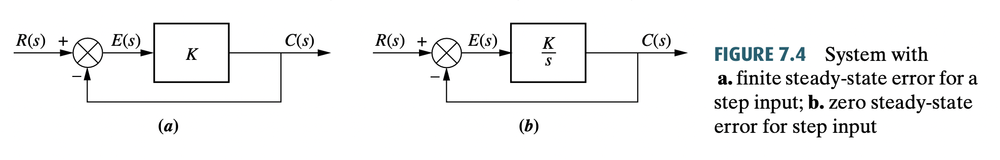 R(s) + E(s) K C(s)
−
(a)
R(s) + E(s) K/s C(s)
−
(b)
FIGURE 7.4 System with
a. finite steady-state error for a
step input; b. zero steady-state
error for step input